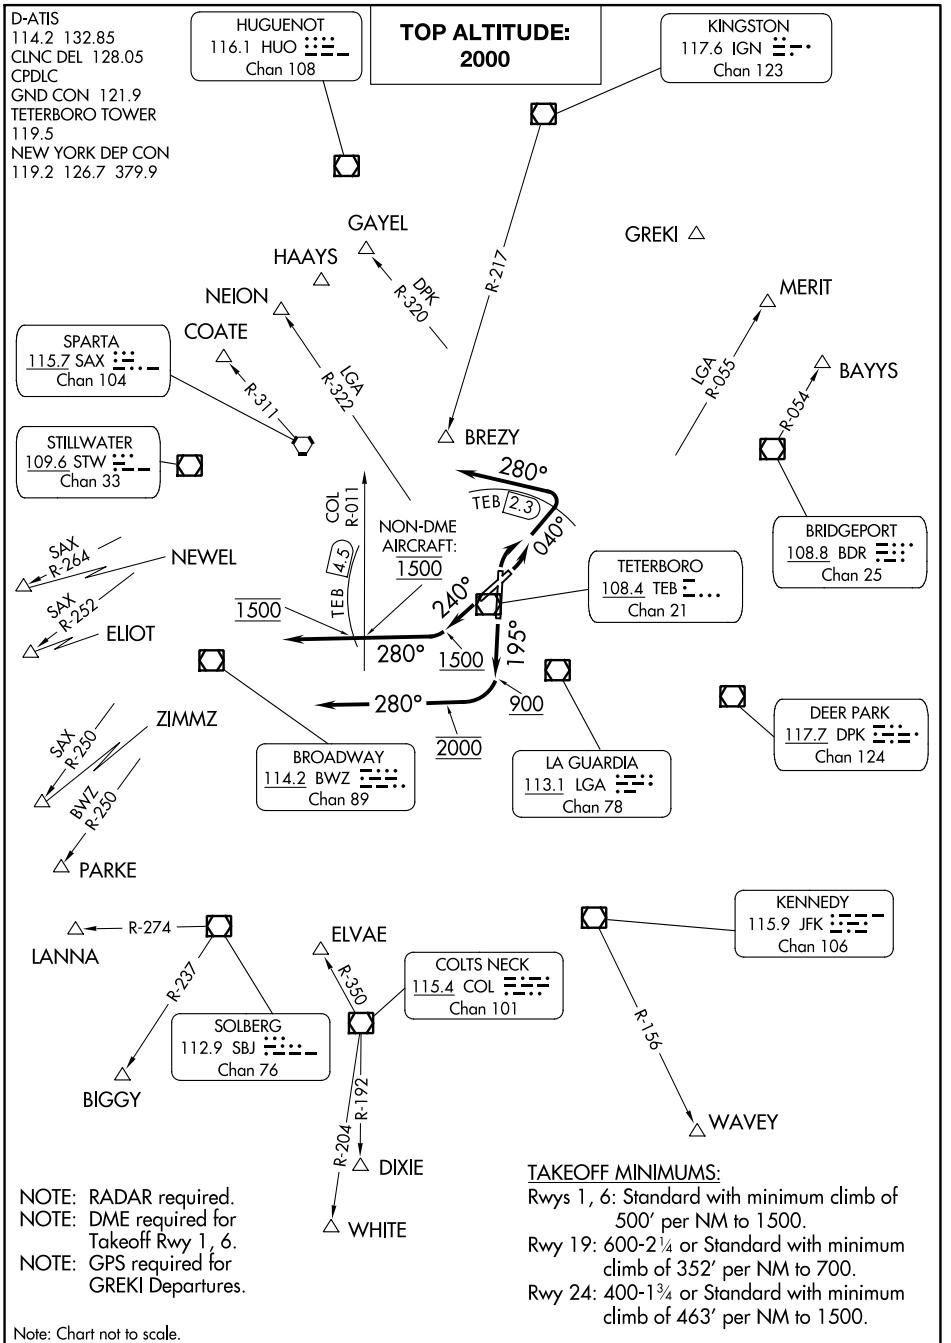 D-ATIS
114.2 132.85
CLNC DEL 128.05
CPDLC
GND CON 121.9
TETERBORO TOWER
119.5
NEW YORK DEP CON
119.2 126.7 379.9
HUGUENOT
116.1 HUO
Chan 108
TOP ALTITUDE:
2000
KINGSTON
117.6 IGN
Chan 123
GAYEL
HAAYS
NEION
COATE
GREKI
MERIT
BAYYS
BREZY
DPK
R-320
R-217
LGA
R-322
R-311
LGA
R-055
R-054
SPARTA
115.7 SAX
Chan 104
STILLWATER
109.6 STW
Chan 33
BRIDGEPORT
108.8 BDR
Chan 25
280°
TEB 2.3
040°
COL
R-011
NON-DME
AIRCRAFT:
1500
TEB 4.5
TETERBORO
108.4 TEB
Chan 21
SAX
R-264
NEWEL
SAX
R-252
ELIOT
1500
240°
280°
1500
195°
900
280°
2000
SAX
R-250
ZIMMZ
BWZ
R-250
PARKE
BROADWAY
114.2 BWZ
Chan 89
LA GUARDIA
113.1 LGA
Chan 78
DEER PARK
117.7 DPK
Chan 124
KENNEDY
115.9 JFK
Chan 106
R-274
LANNA
R-237
BIGGY
SOLBERG
112.9 SBJ
Chan 76
ELVAE
R-350
COLTS NECK
115.4 COL
Chan 101
R-192
R-204
DIXIE
WHITE
R-156
WAVEY
NOTE: RADAR required.
NOTE: DME required for
Takeoff Rwy 1, 6.
NOTE: GPS required for
GREKI Departures.
TAKEOFF MINIMUMS:
Rwys 1, 6: Standard with minimum climb of
500' per NM to 1500.
Rwy 19: 600-2¼ or Standard with minimum
climb of 352' per NM to 700.
Rwy 24: 400-1¾ or Standard with minimum
climb of 463' per NM to 1500.
Note: Chart not to scale.